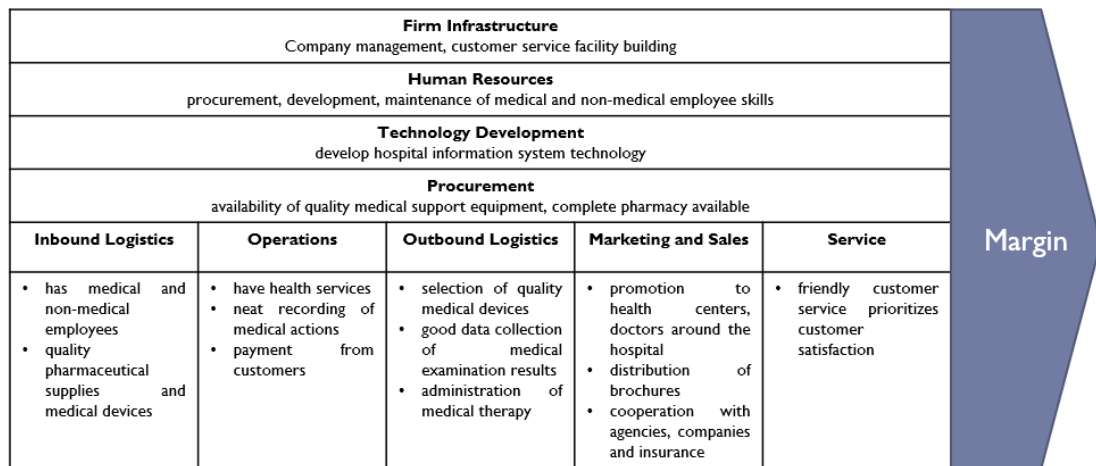 Firm Infrastructure
Company management, customer service facility building
Human Resources
procurement, development, maintenance of medical and non-medical employee skills
Technology Development
develop hospital information system technology
Procurement
availability of quality medical support equipment, complete pharmacy available
Inbound Logistics
Operations
Outbound Logistics
Marketing and Sales
Service
• has medical and
non-medical
employees
• quality
pharmaceutical
supplies and
medical devices
• have health services
• neat recording of
medical actions
• payment from
customers
• selection of quality
medical devices
• good data collection
of medical
examination results
• administration of
medical therapy
• promotion to
health centers,
doctors around the
hospital
• distribution of
brochures
• cooperation with
agencies, companies
and insurance
• friendly customer
service prioritizes
customer
satisfaction
Margin